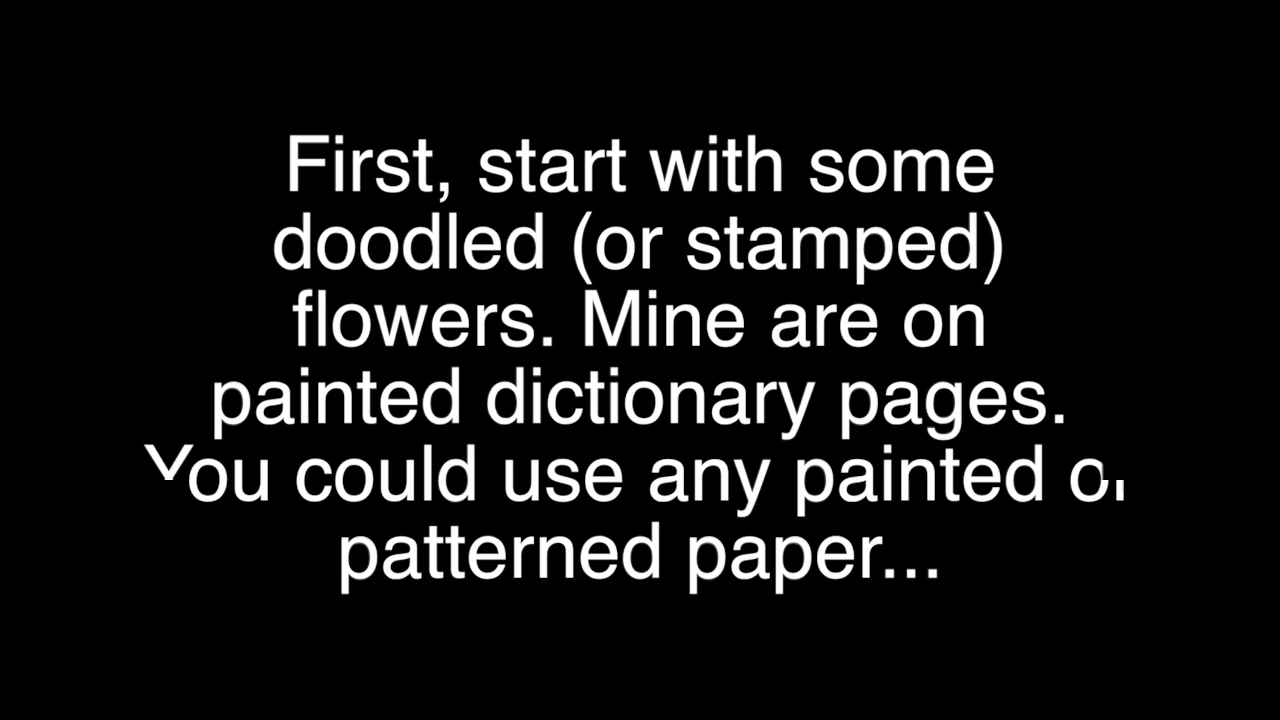 First, start with some
doodled (or stamped)
flowers. Mine are on
painted dictionary pages.
You could use any painted or
patterned paper...